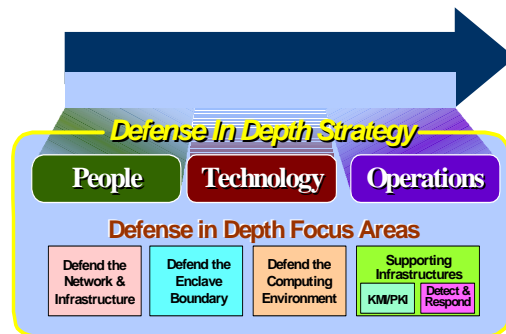 Defense In Depth Strategy
People Technology Operations
Defense in Depth Focus Areas
Defend the
Network &
Infrastructure
Defend the
Enclave
Boundary
Defend the
Computing
Environment
Supporting
Infrastructures
KM/PKI
Detect &
Respond